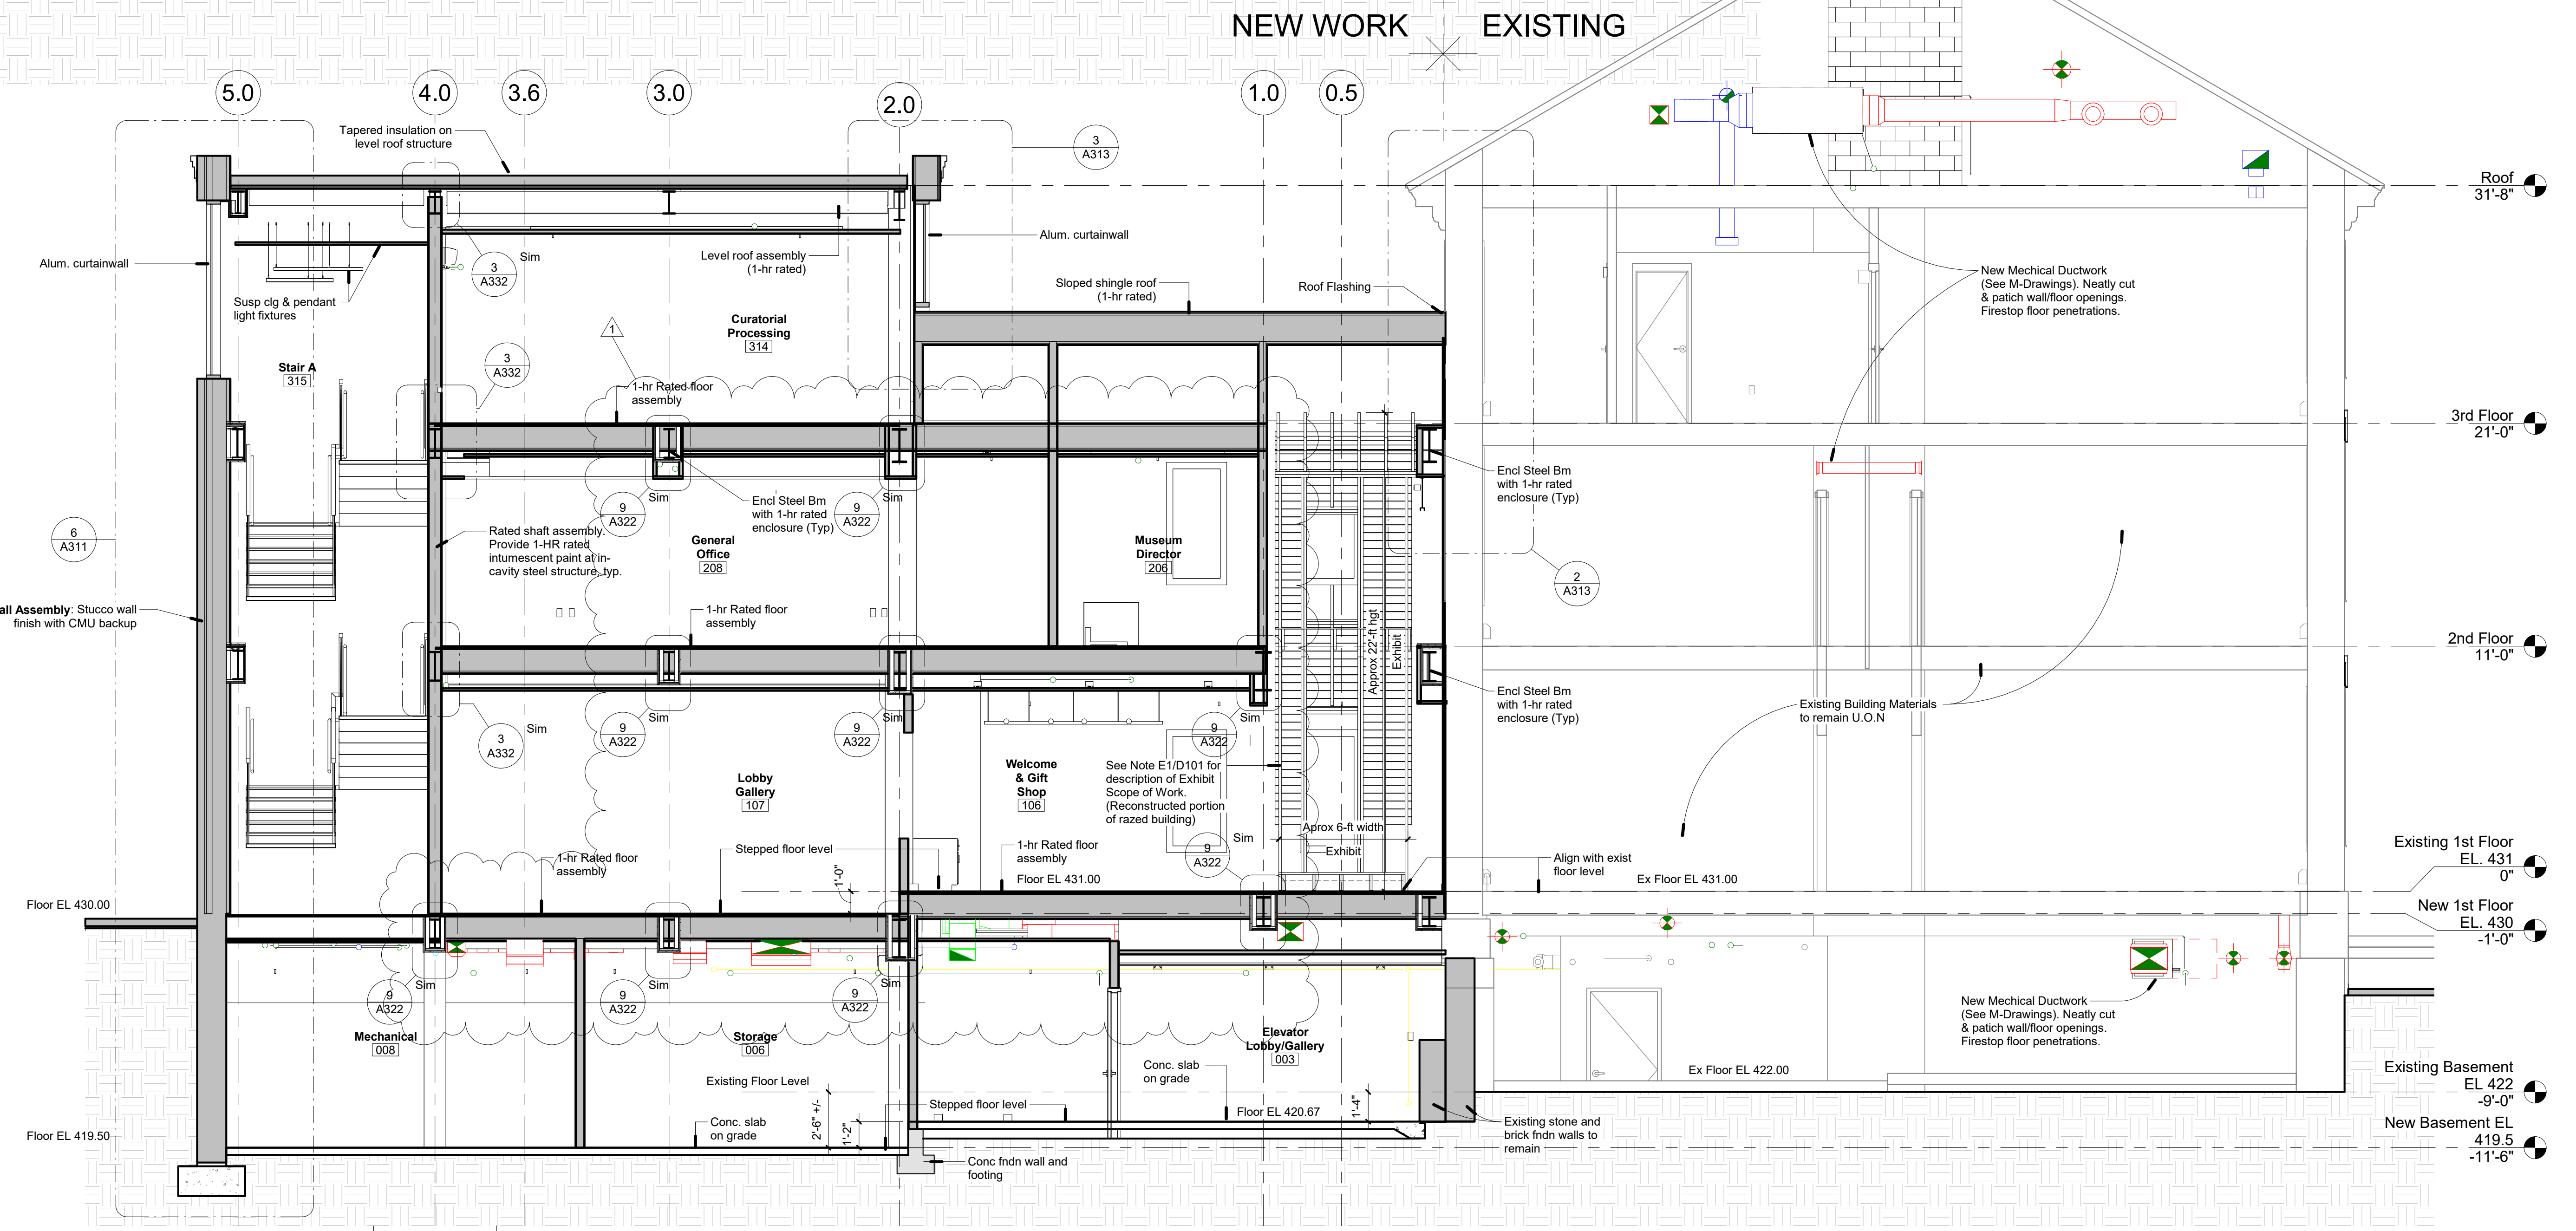 NEW WORK
EXISTING
5.0
4.0
3.6
3.0
2.0
1.0
0.5
Tapered insulation on
level roof structure
3
A313
Roof
31'-8"
Alum. curtainwall
Alum. curtainwall
Sim
3
A332
Level roof assembly
(1-hr rated)
Susp clg & pendant
light fixtures
Sloped shingle roof
(1-hr rated)
Roof Flashing
New Mechical Ductwork
(See M-Drawings). Neatly cut
& patich wall/floor openings.
Firestop floor penetrations.
Curatorial
Processing
314
1
3
A332
Stair A
315
1-hr Rated floor
assembly
3rd Floor
21'-0"
Encl Steel Bm
with 1-hr rated
enclosure (Typ)
Sim
9
A322
Encl Steel Bm
with 1-hr rated
enclosure (Typ)
Sim
9
A322
6
A311
Rated shaft assembly.
Provide 1-HR rated
intumescent paint at in-
cavity steel structure, typ.
General
Office
208
Museum
Director
206
2
A313
all Assembly: Stucco wall
finish with CMU backup
1-hr Rated floor
assembly
Approx 22'-ft hgt
Exhibit
2nd Floor
11'-0"
Encl Steel Bm
with 1-hr rated
enclosure (Typ)
Existing Building Materials
to remain U.O.N
Sim
3
A332
Sim
9
A322
Sim
9
A322
Sim
9
A322
Lobby
Gallery
107
Welcome
& Gift
Shop
106
See Note E1/D101 for
description of Exhibit
Scope of Work.
(Reconstructed portion
of razed building)
Aprox 6-ft width
Exhibit
Sim
9
A322
1-hr Rated floor
assembly
Stepped floor level
1'-0"
1-hr Rated floor
assembly
Floor EL 431.00
Align with exist
floor level
Ex Floor EL 431.00
Existing 1st Floor
EL. 431
0"
Floor EL 430.00
New 1st Floor
EL. 430
-1'-0"
Sim
9
A322
Sim
9
A322
Sim
9
A322
Mechanical
008
Storage
006
Elevator
Lobby/Gallery
003
New Mechical Ductwork
(See M-Drawings). Neatly cut
& patich wall/floor openings.
Firestop floor penetrations.
Existing Floor Level
Conc. slab
on grade
Ex Floor EL 422.00
Existing Basement
EL 422
-9'-0"
Stepped floor level
Floor EL 420.67
1'-4"
2'-6" +/-
1'-2"
Conc. slab
on grade
Existing stone and
brick fndn walls to
remain
Floor EL 419.50
New Basement EL
419.5
-11'-6"
Conc fndn wall and
footing